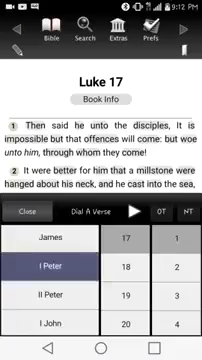 9:12 PM
Bible Search Extras Prefs
Luke 17
Book Info
1 Then said he unto the disciples, It is
impossible but that offences will come: but woe
unto him, through whom they come!
2 It were better for him that a millstone were
hanged about his neck, and he cast into the sea,
Close Dial A Verse OT NT
James 17 1
I Peter 18 2
II Peter 19 3
I John 20 4